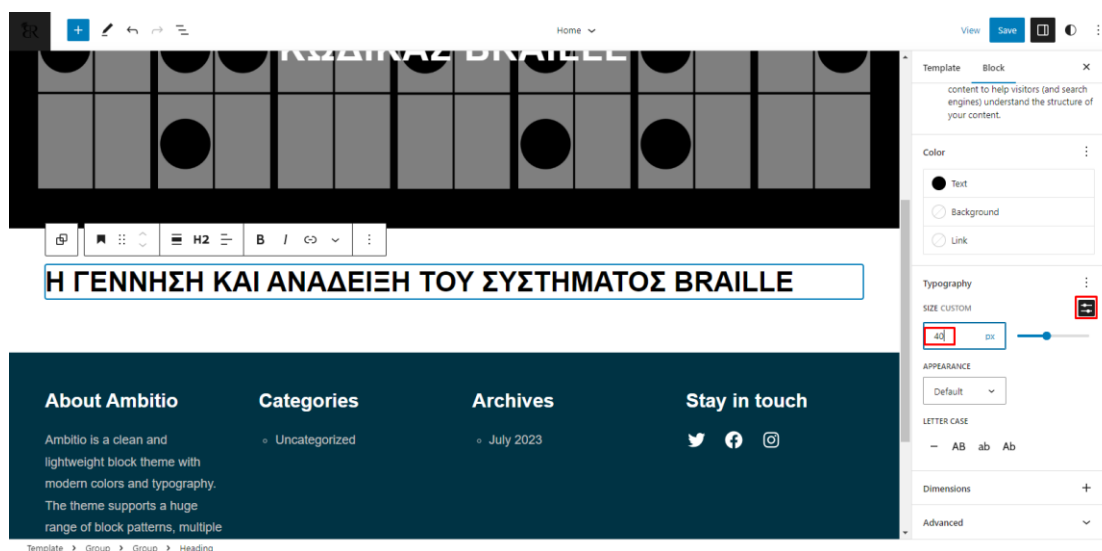 Home
View Save
ΚΩΔΙΚΑΣ BRAILLE
H2 B I
Η ΓΕΝΝΗΣΗ ΚΑΙ ΑΝΑΔΕΙΞΗ ΤΟΥ ΣΥΣΤΗΜΑΤΟΣ BRAILLE
About Ambitio
Ambitio is a clean and
lightweight block theme with
modern colors and typography.
The theme supports a huge
range of block patterns, multiple
Categories
Uncategorized
Archives
July 2023
Stay in touch
Template Block
content to help visitors (and search
engines) understand the structure of
your content.
Color
Text
Background
Link
Typography
SIZE CUSTOM
40 px
APPEARANCE
Default
LETTER CASE
— AB ab Ab
Dimensions
Advanced
Template > Group > Group > Heading